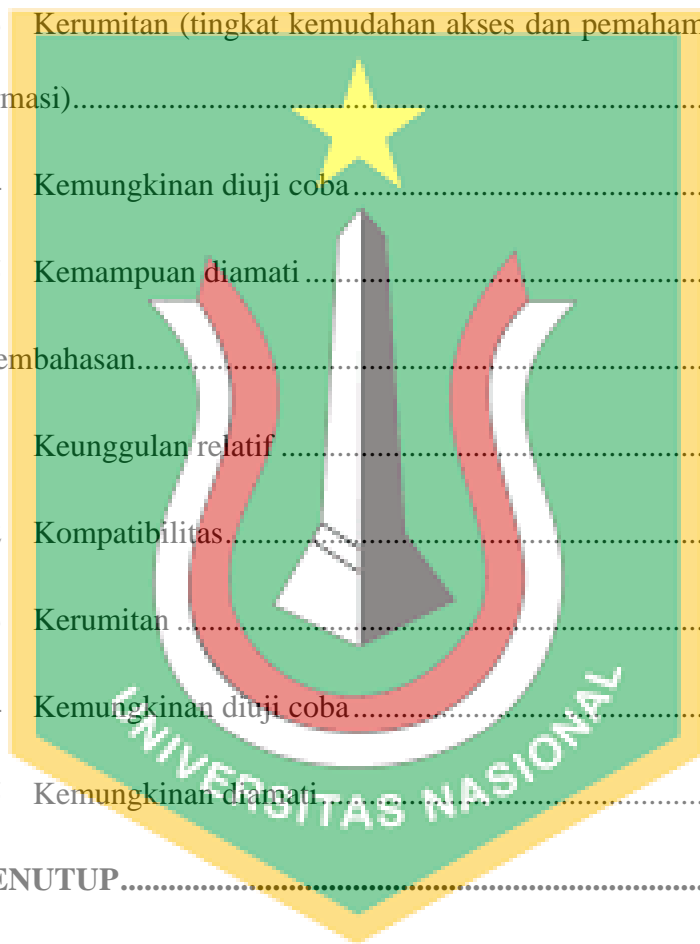 Kerumitan (tingkat kemudahan akses dan pemaham
masi)........................................................
Kemungkinan diuji coba........................................
Kemampuan diamati.............................................
embahasan.....................................................
Keunggulan relatif............................................
Kompatibilitas................................................
Kerumitan.....................................................
Kemungkinan diuji coba........................................
Kemungkinan diamati...........................................
ENUTUP........................................................
UNIVERSITAS NASIONAL